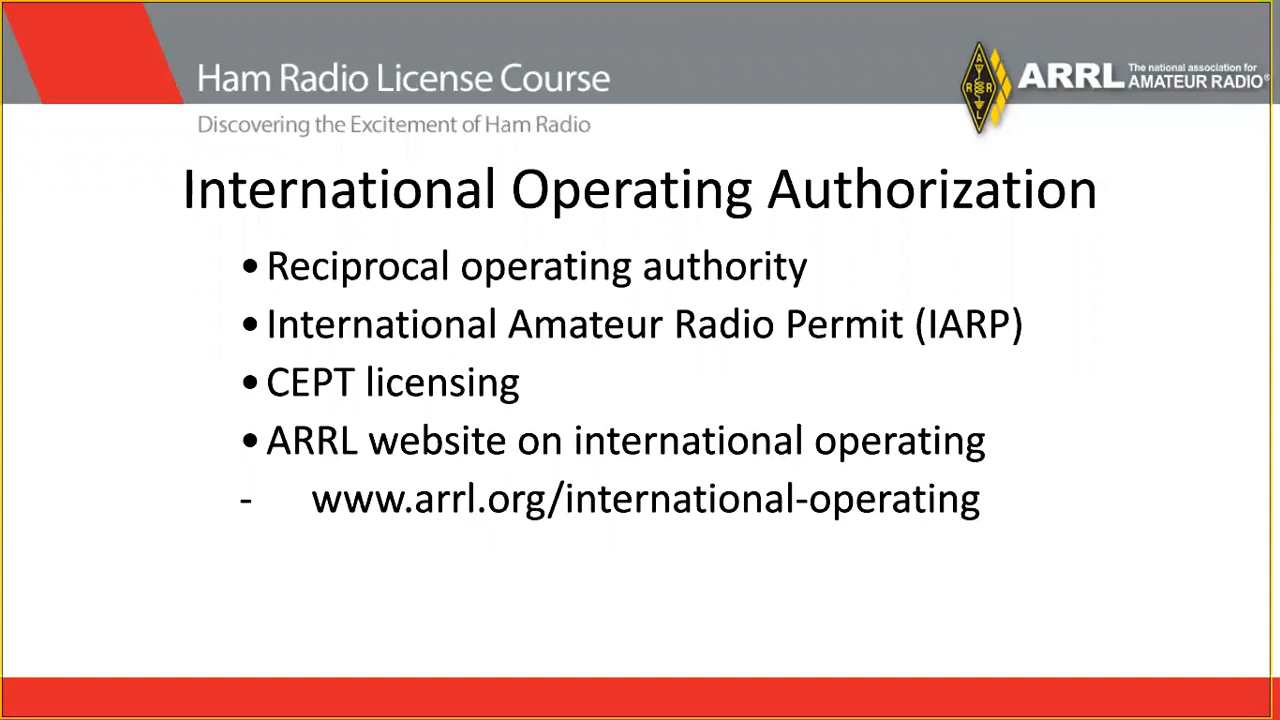 Ham Radio License Course
ARRL The national association for
AMATEUR RADIO®
Discovering the Excitement of Ham Radio
International Operating Authorization
• Reciprocal operating authority
• International Amateur Radio Permit (IARP)
• CEPT licensing
• ARRL website on international operating
- www.arrl.org/international-operating